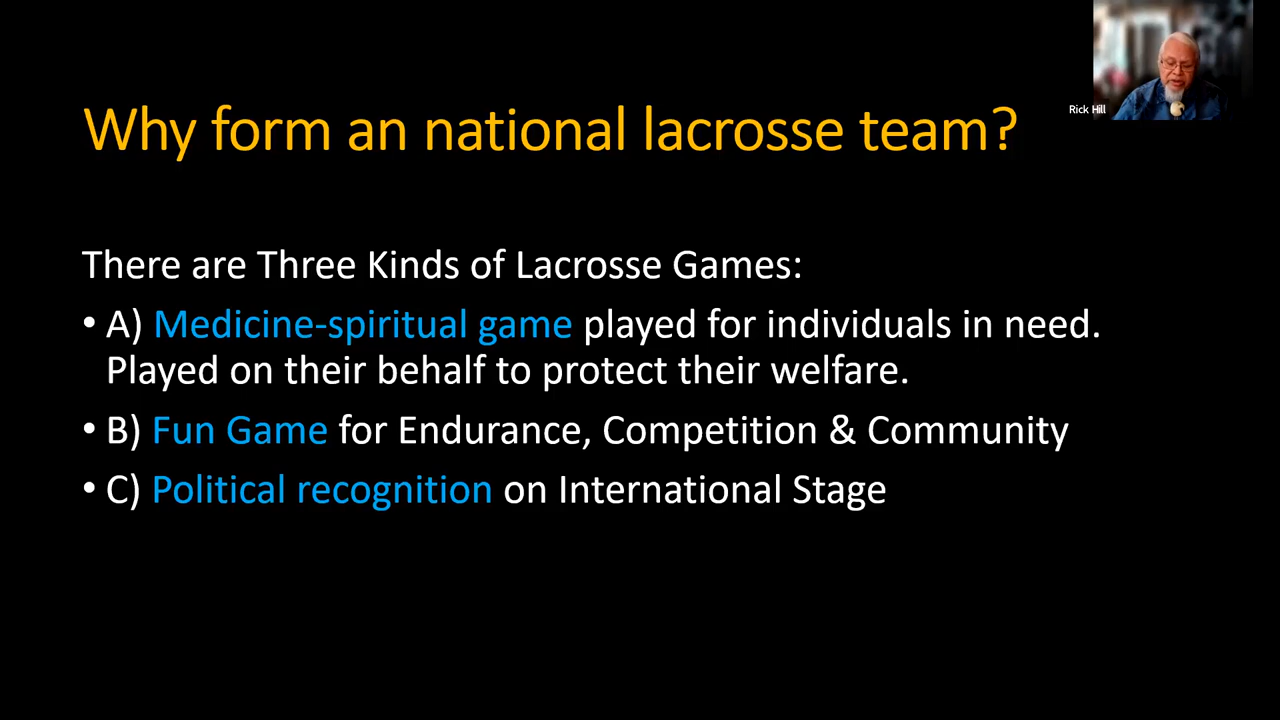 Rick Hill
Why form an national lacrosse team?
There are Three Kinds of Lacrosse Games:
• A) Medicine-spiritual game played for individuals in need.
Played on their behalf to protect their welfare.
• B) Fun Game for Endurance, Competition & Community
• C) Political recognition on International Stage